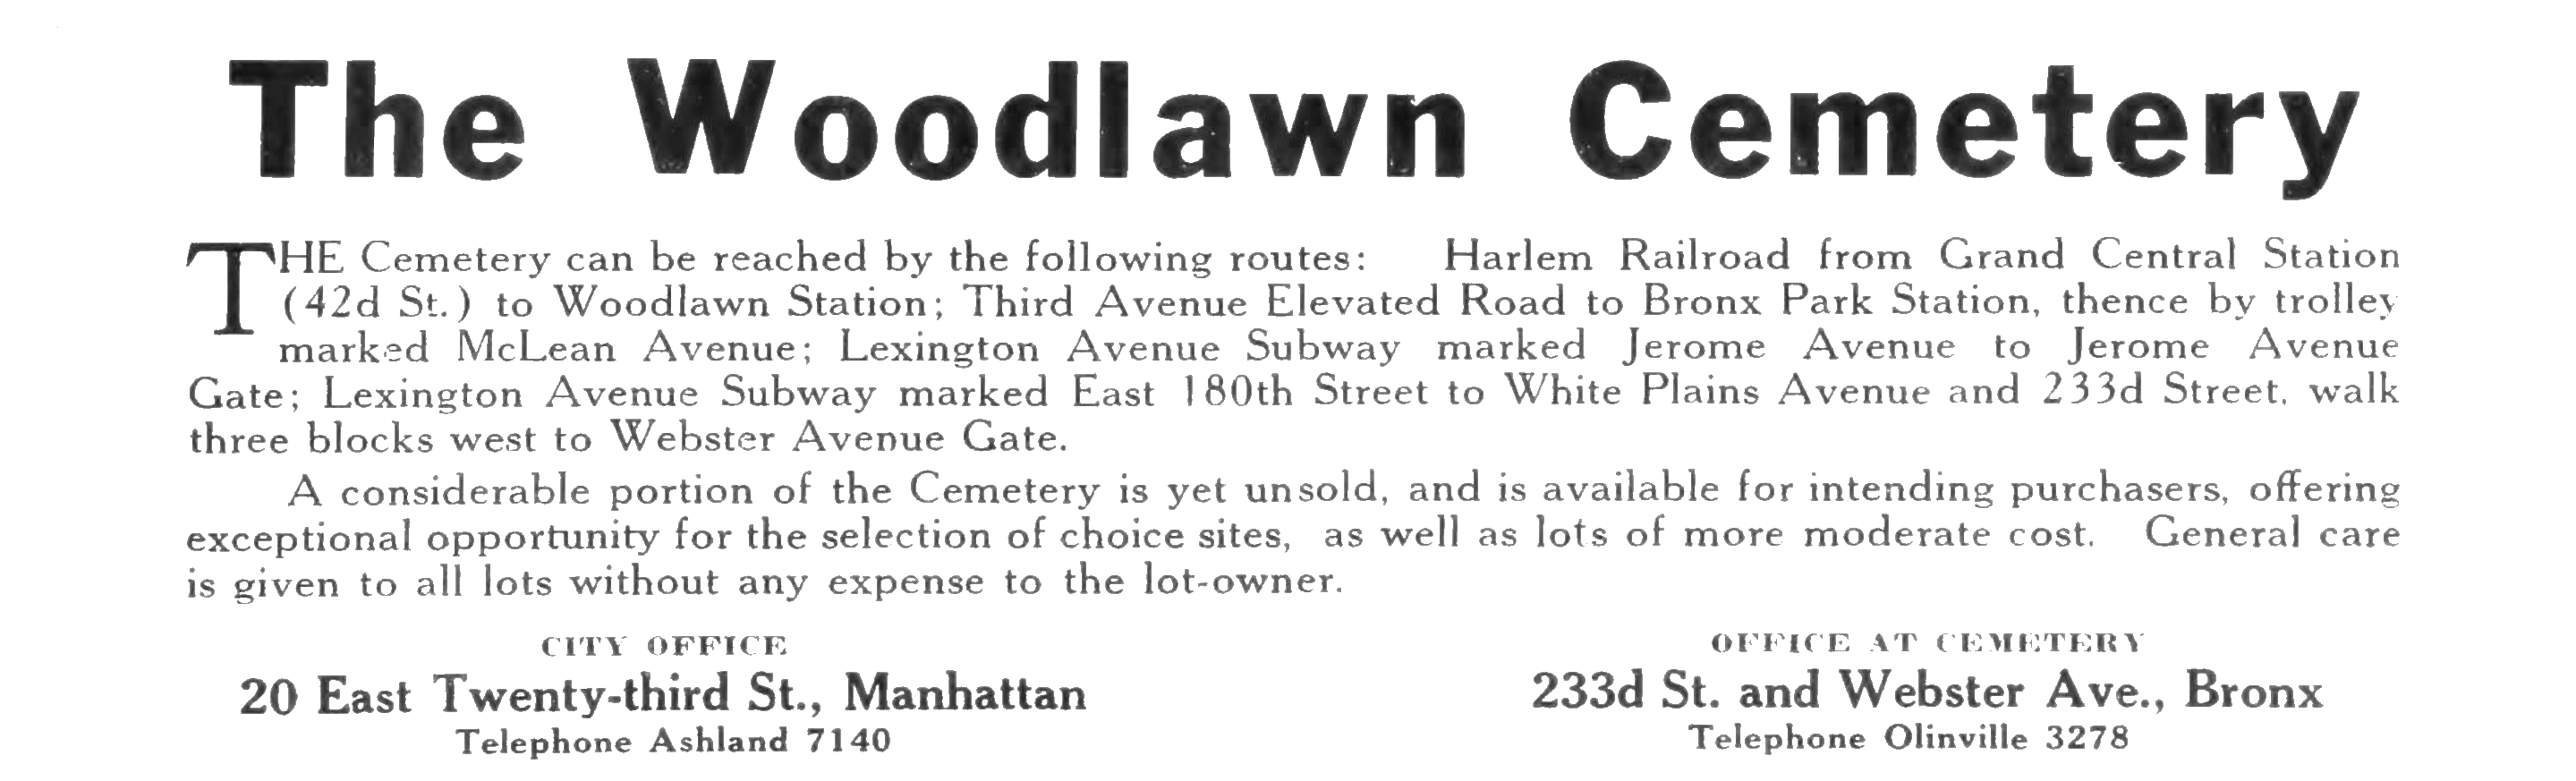 The Woodlawn Cemetery
THE Cemetery can be reached by the following routes: Harlem Railroad from Grand Central Station
(42d St.) to Woodlawn Station; Third Avenue Elevated Road to Bronx Park Station, thence by trolley
marked McLean Avenue; Lexington Avenue Subway marked Jerome Avenue to Jerome Avenue
Gate; Lexington Avenue Subway marked East 180th Street to White Plains Avenue and 233d Street, walk
three blocks west to Webster Avenue Gate.
A considerable portion of the Cemetery is yet unsold, and is available for intending purchasers, offering
exceptional opportunity for the selection of choice sites, as well as lots of more moderate cost. General care
is given to all lots without any expense to the lot-owner.
CITY OFFICE
20 East Twenty-third St., Manhattan
Telephone Ashland 7140
OFFICE AT CEMETERY
233d St. and Webster Ave., Bronx
Telephone Olinville 3278